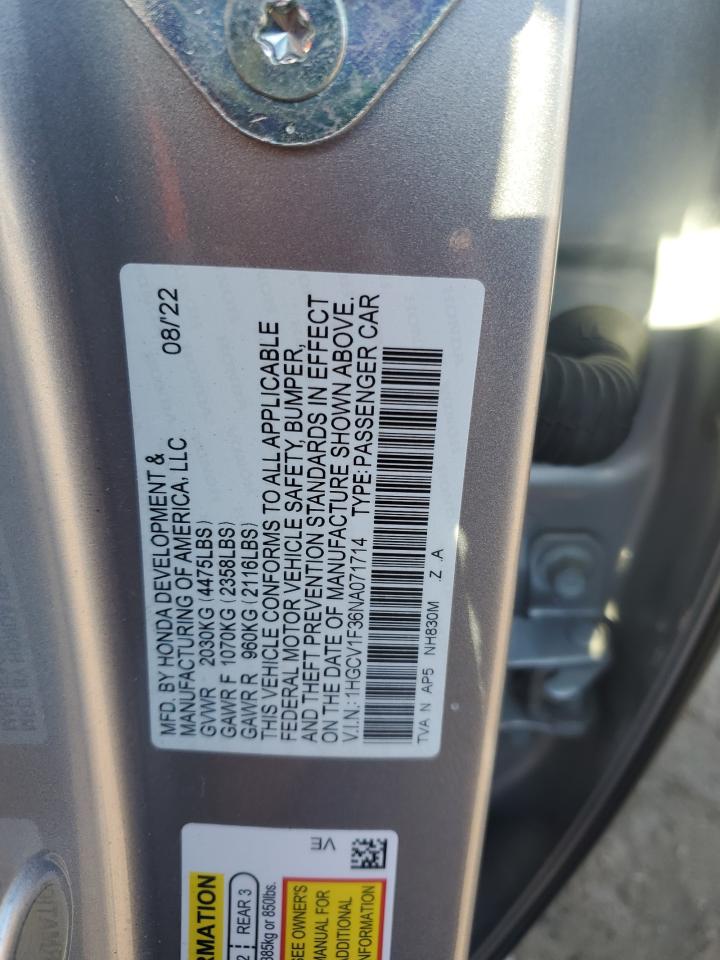 MFD. BY HONDA DEVELOPMENT & 08/22
MANUFACTURING OF AMERICA, LLC
GVWR 2030KG (4475LBS)
GAWR F 1070KG (2358LBS)
GAWR R 960KG (2116LBS)
THIS VEHICLE CONFORMS TO ALL APPLICABLE
FEDERAL MOTOR VEHICLE SAFETY, BUMPER,
AND THEFT PREVENTION STANDARDS IN EFFECT
ON THE DATE OF MANUFACTURE SHOWN ABOVE.
V.I.N.: 1HGCV1F36NA071714 TYPE: PASSENGER CAR
TVA N AP5 NH830M .Z .A
VE
RMATION
2 REAR 3
385kg or 850lbs.
SEE OWNER'S
MANUAL FOR
ADDITIONAL
INFORMATION